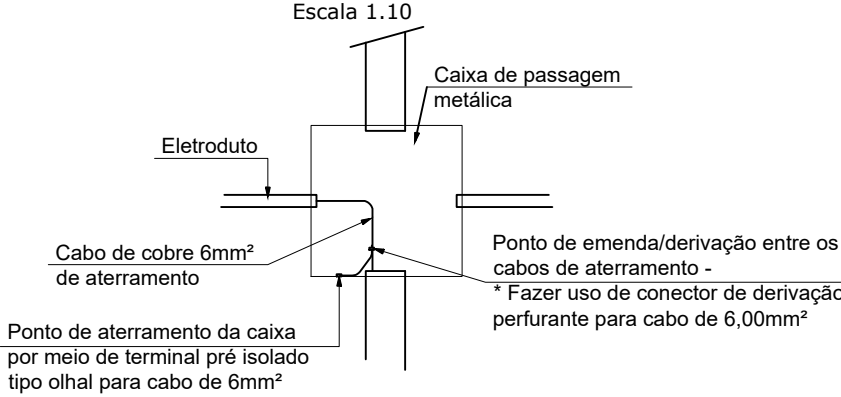 Escala 1.10
Caixa de passagem
metálica
Eletroduto
Cabo de cobre 6mm²
de aterramento
Ponto de emenda/derivação entre os
cabos de aterramento -
* Fazer uso de conector de derivação
perfurante para cabo de 6,00mm²
Ponto de aterramento da caixa
por meio de terminal pré isolado
tipo olhal para cabo de 6mm²